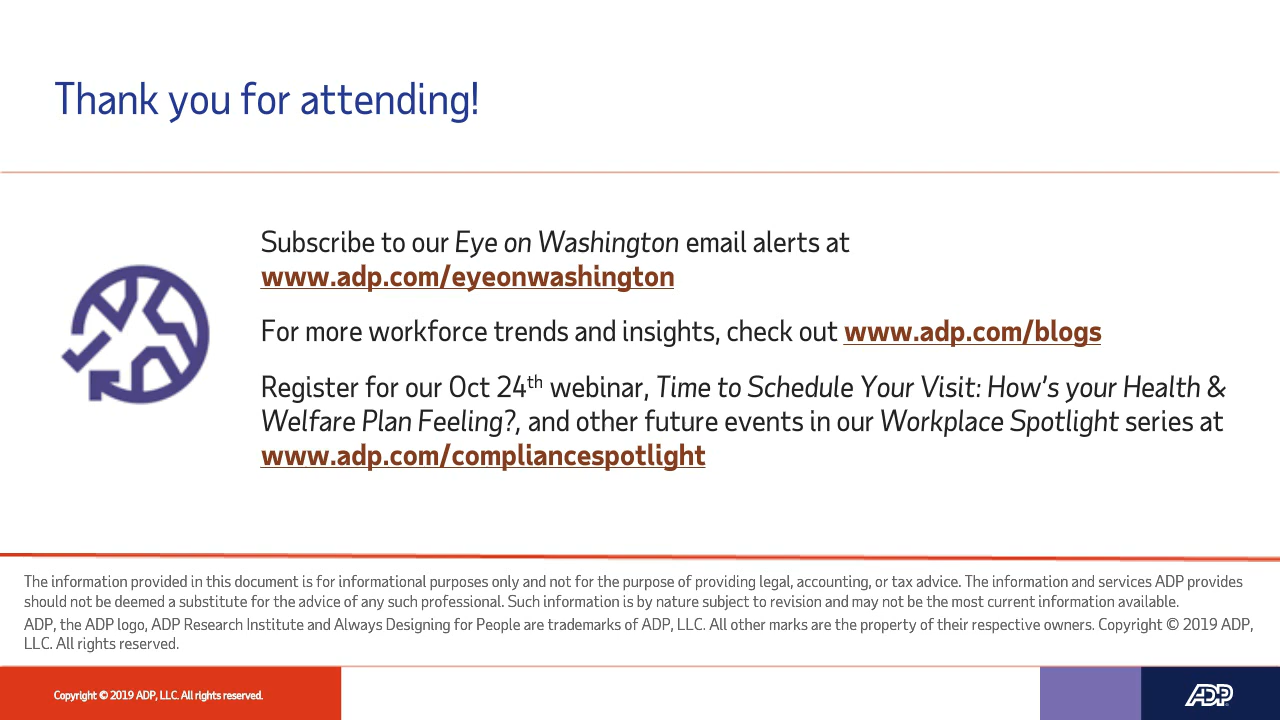 Thank you for attending!
Subscribe to our Eye on Washington email alerts at
www.adp.com/eyeonwashington
For more workforce trends and insights, check out www.adp.com/blogs
Register for our Oct 24th webinar, Time to Schedule Your Visit: How’s your Health &
Welfare Plan Feeling?, and other future events in our Workplace Spotlight series at
www.adp.com/compliancespotlight
The information provided in this document is for informational purposes only and not for the purpose of providing legal, accounting, or tax advice. The information and services ADP provides
should not be deemed a substitute for the advice of any such professional. Such information is by nature subject to revision and may not be the most current information available.
ADP, the ADP logo, ADP Research Institute and Always Designing for People are trademarks of ADP, LLC. All other marks are the property of their respective owners. Copyright © 2019 ADP,
LLC. All rights reserved.
Copyright © 2019 ADP, LLC. All rights reserved.
ADP